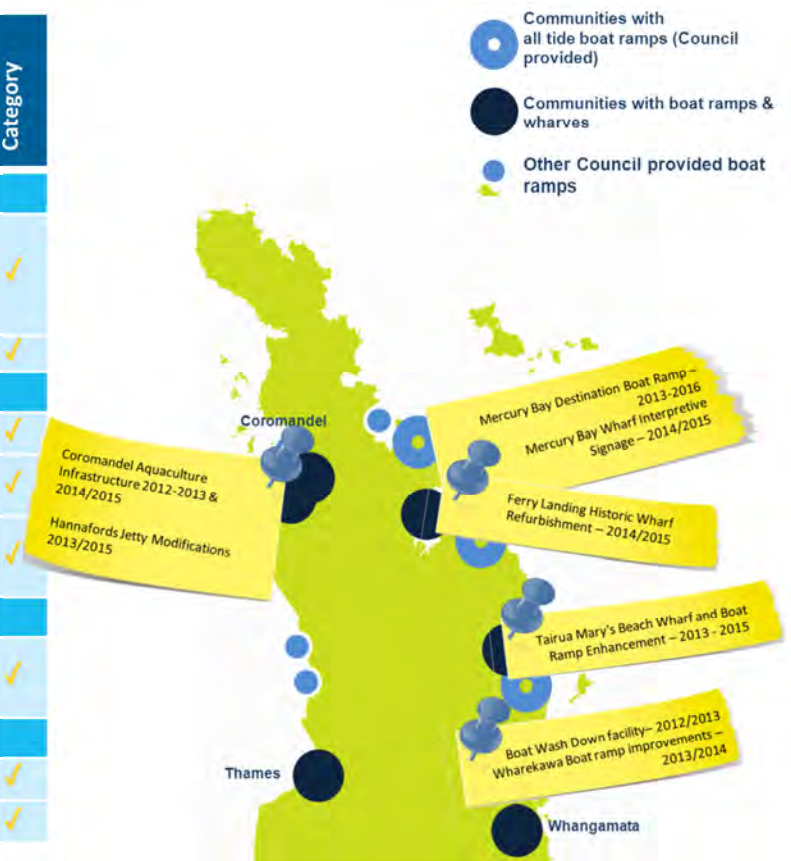 Category
Communities with
all tide boat ramps (Council
provided)
Communities with boat ramps &
wharves
Other Council provided boat
ramps
Coromandel
Mercury Bay Destination Boat Ramp –
2013-2016
Mercury Bay Wharf Interpretive
Signage – 2014/2015
Coromandel Aquaculture
Infrastructure 2012-2013 &
2014/2015
Hannafords Jetty Modifications
2013/2015
Ferry Landing Historic Wharf
Refurbishment – 2014/2015
Tairua Mary's Beach Wharf and Boat
Ramp Enhancement – 2013 - 2015
Boat Wash Down facility– 2012/2013
Wharekawa Boat ramp improvements –
2013/2014
Thames
Whangamata